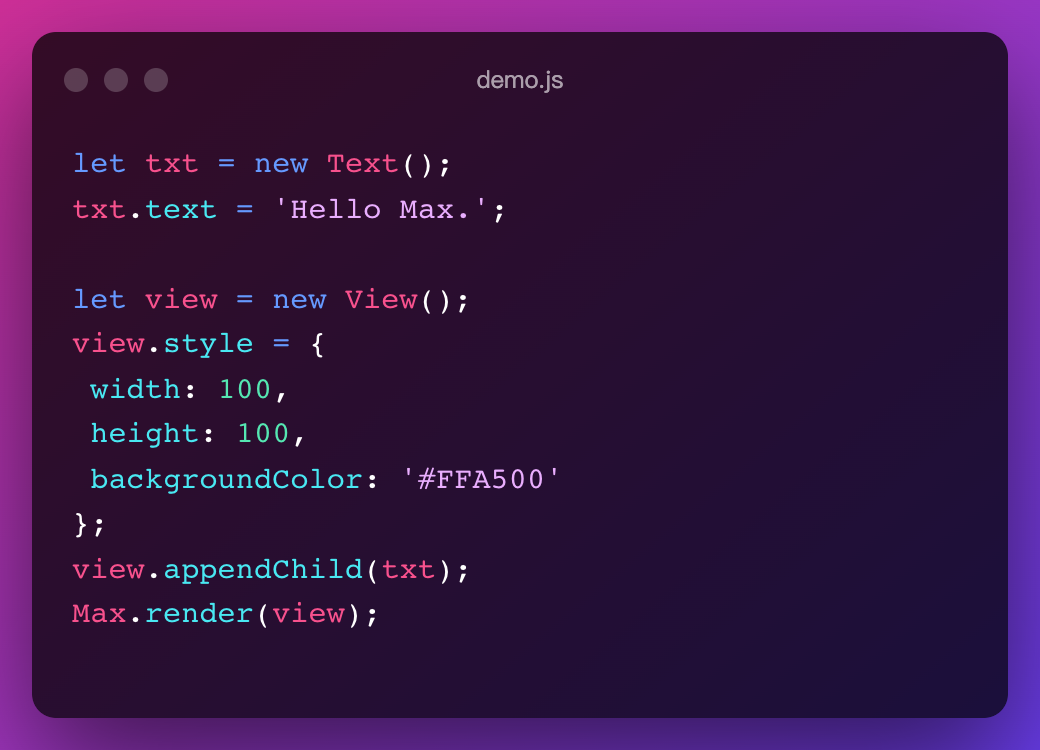 demo.js
let txt = new Text();
txt.text = 'Hello Max.';
let view = new View();
view.style = {
 width: 100,
 height: 100,
 backgroundColor: '#FFA500'
};
view.appendChild(txt);
Max.render(view);